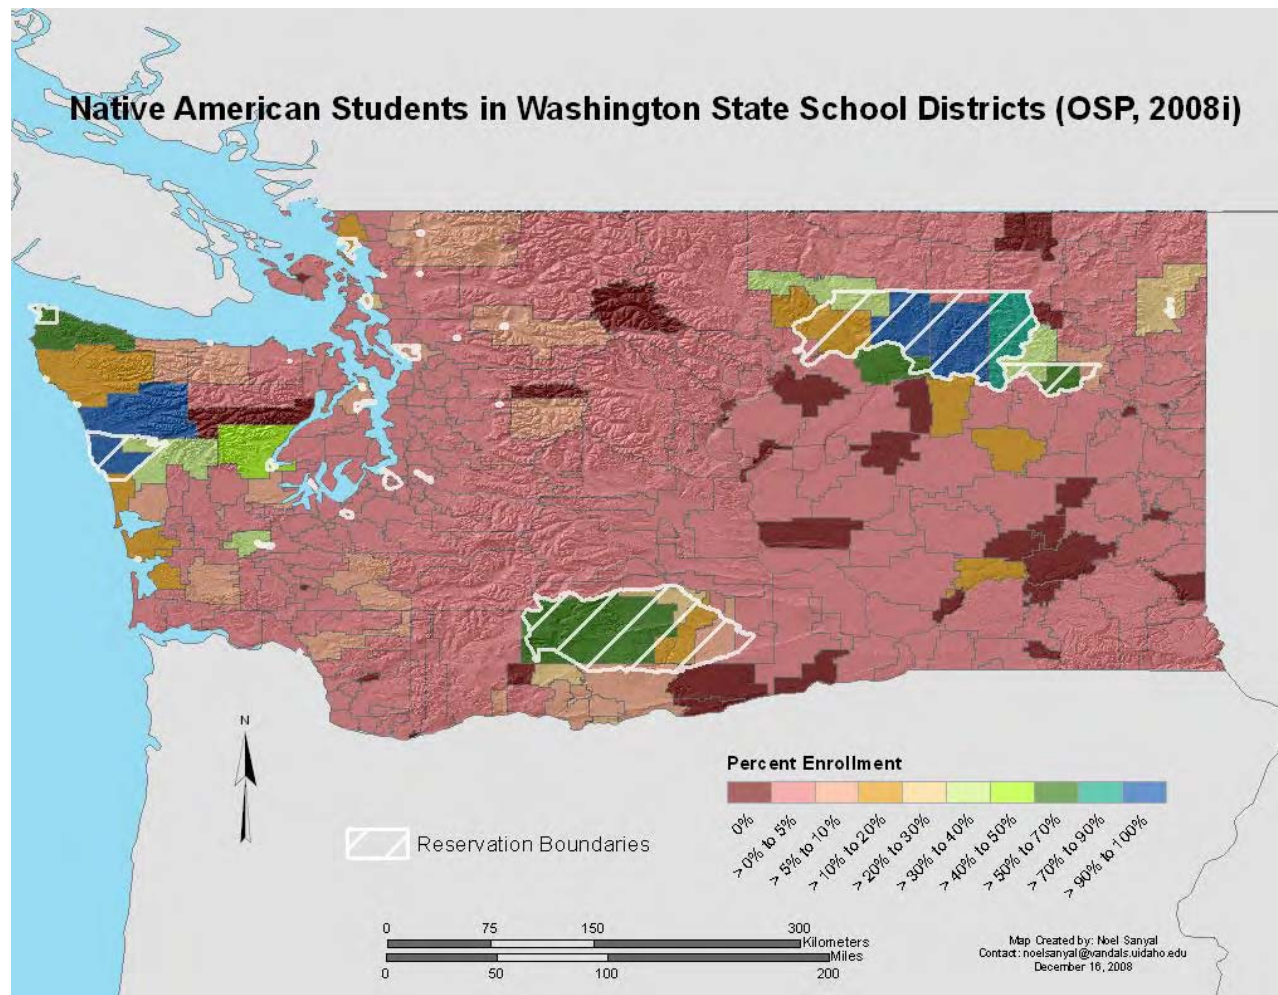 Native American Students in Washington State School Districts (OSP, 2008i)
N
Percent Enrollment
0%
> 0% to 5%
> 5% to 10%
> 10% to 20%
> 20% to 30%
> 30% to 40%
> 40% to 50%
> 50% to 70%
> 70% to 90%
> 90% to 100%
Reservation Boundaries
0 75 150 300
Kilometers
Miles
0 50 100 200
Map Created by: Noel Sanyal
Contact: noelsanyal@vandals.uidaho.edu
December 16, 2008